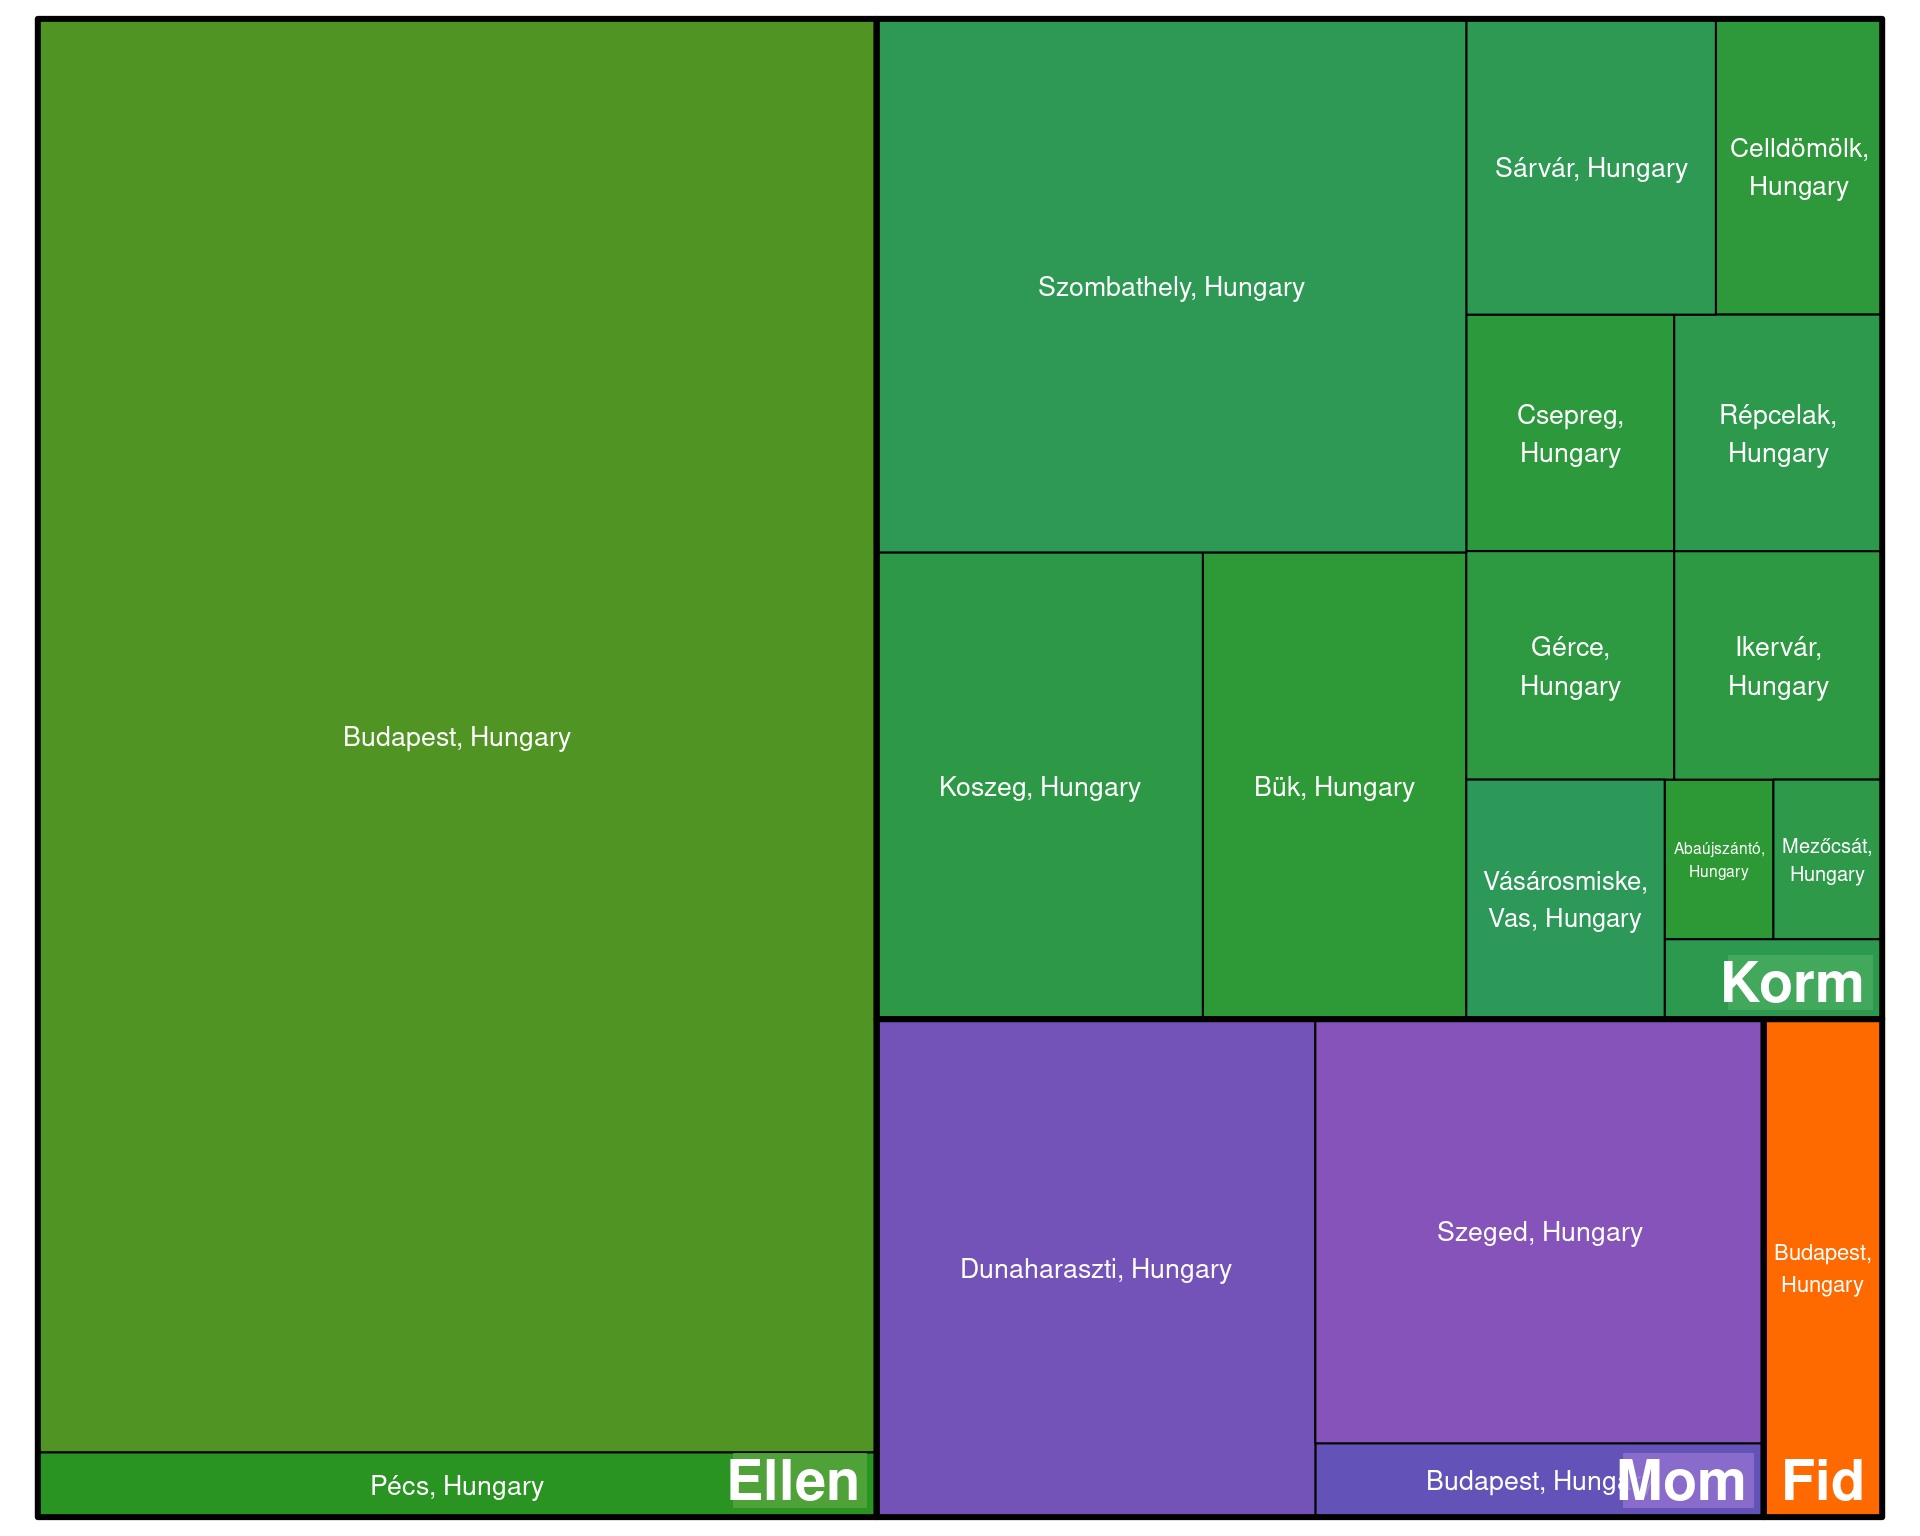 Budapest, Hungary
Pécs, Hungary
Ellen
Szombathely, Hungary
Sárvár, Hungary
Celldömölk,
Hungary
Csepreg,
Hungary
Répcelak,
Hungary
Koszeg, Hungary
Bük, Hungary
Gérce,
Hungary
Ikervár,
Hungary
Vásárosmiske,
Vas, Hungary
Abaújszántó,
Hungary
Mezőcsát,
Hungary
Korm
Dunaharaszti, Hungary
Szeged, Hungary
Budapest, Hunga
Mom
Budapest,
Hungary
Fid